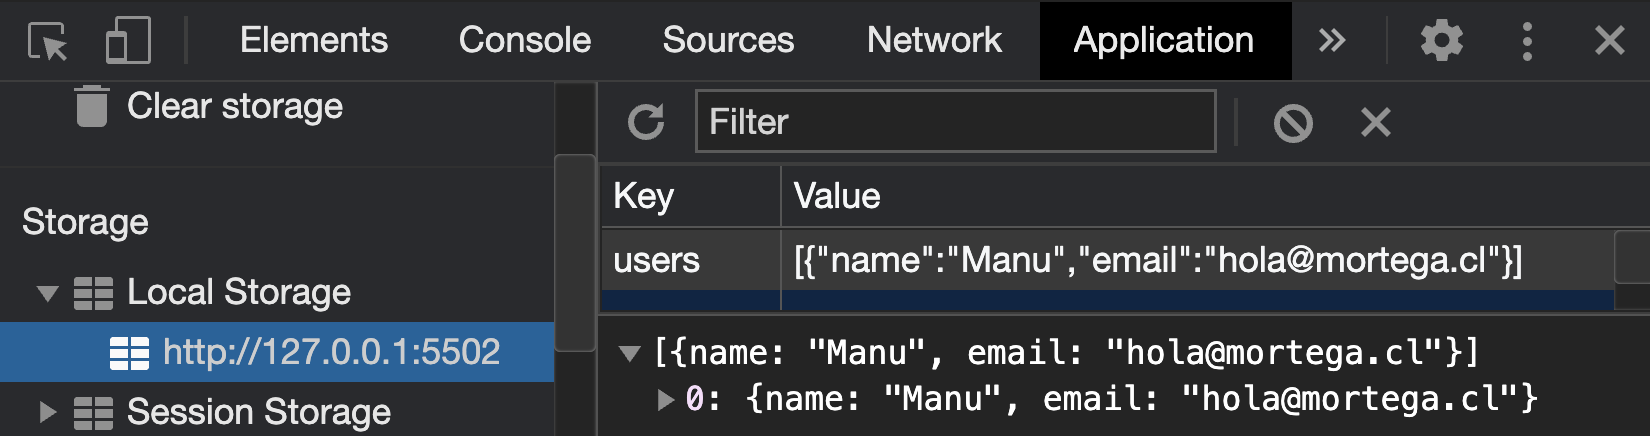 Elements Console Sources Network Application
Clear storage
Filter
Storage
Key Value
users [{"name":"Manu","email":"hola@mortega.cl"}]
Local Storage
http://127.0.0.1:5502
Session Storage
[{name: "Manu", email: "hola@mortega.cl"}]
0: {name: "Manu", email: "hola@mortega.cl"}